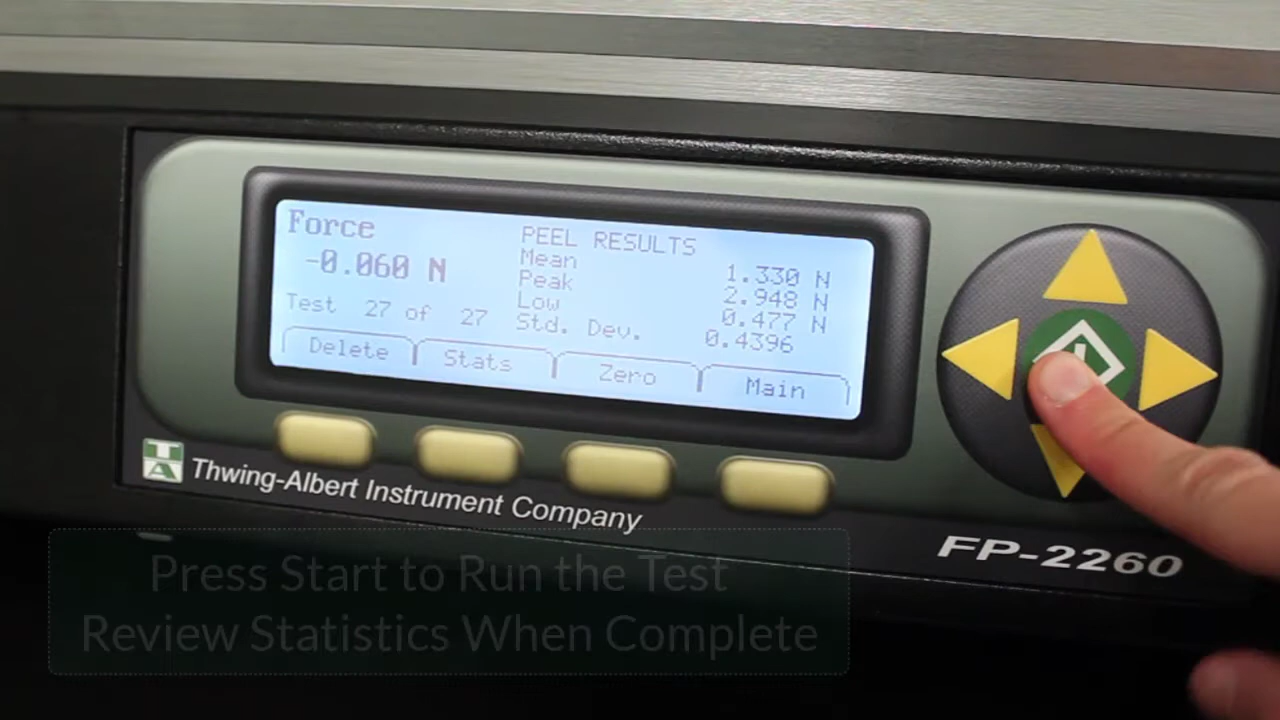 Force
-0.060 N
Test 27 of 27
PEEL RESULTS
Mean 1.330 N
Peak 2.948 N
Low 0.477 N
Std. Dev. 0.4396
Delete Stats Zero Main
TA Thwing-Albert Instrument Company
FP-2260
Press Start to Run the Test
Review Statistics When Complete